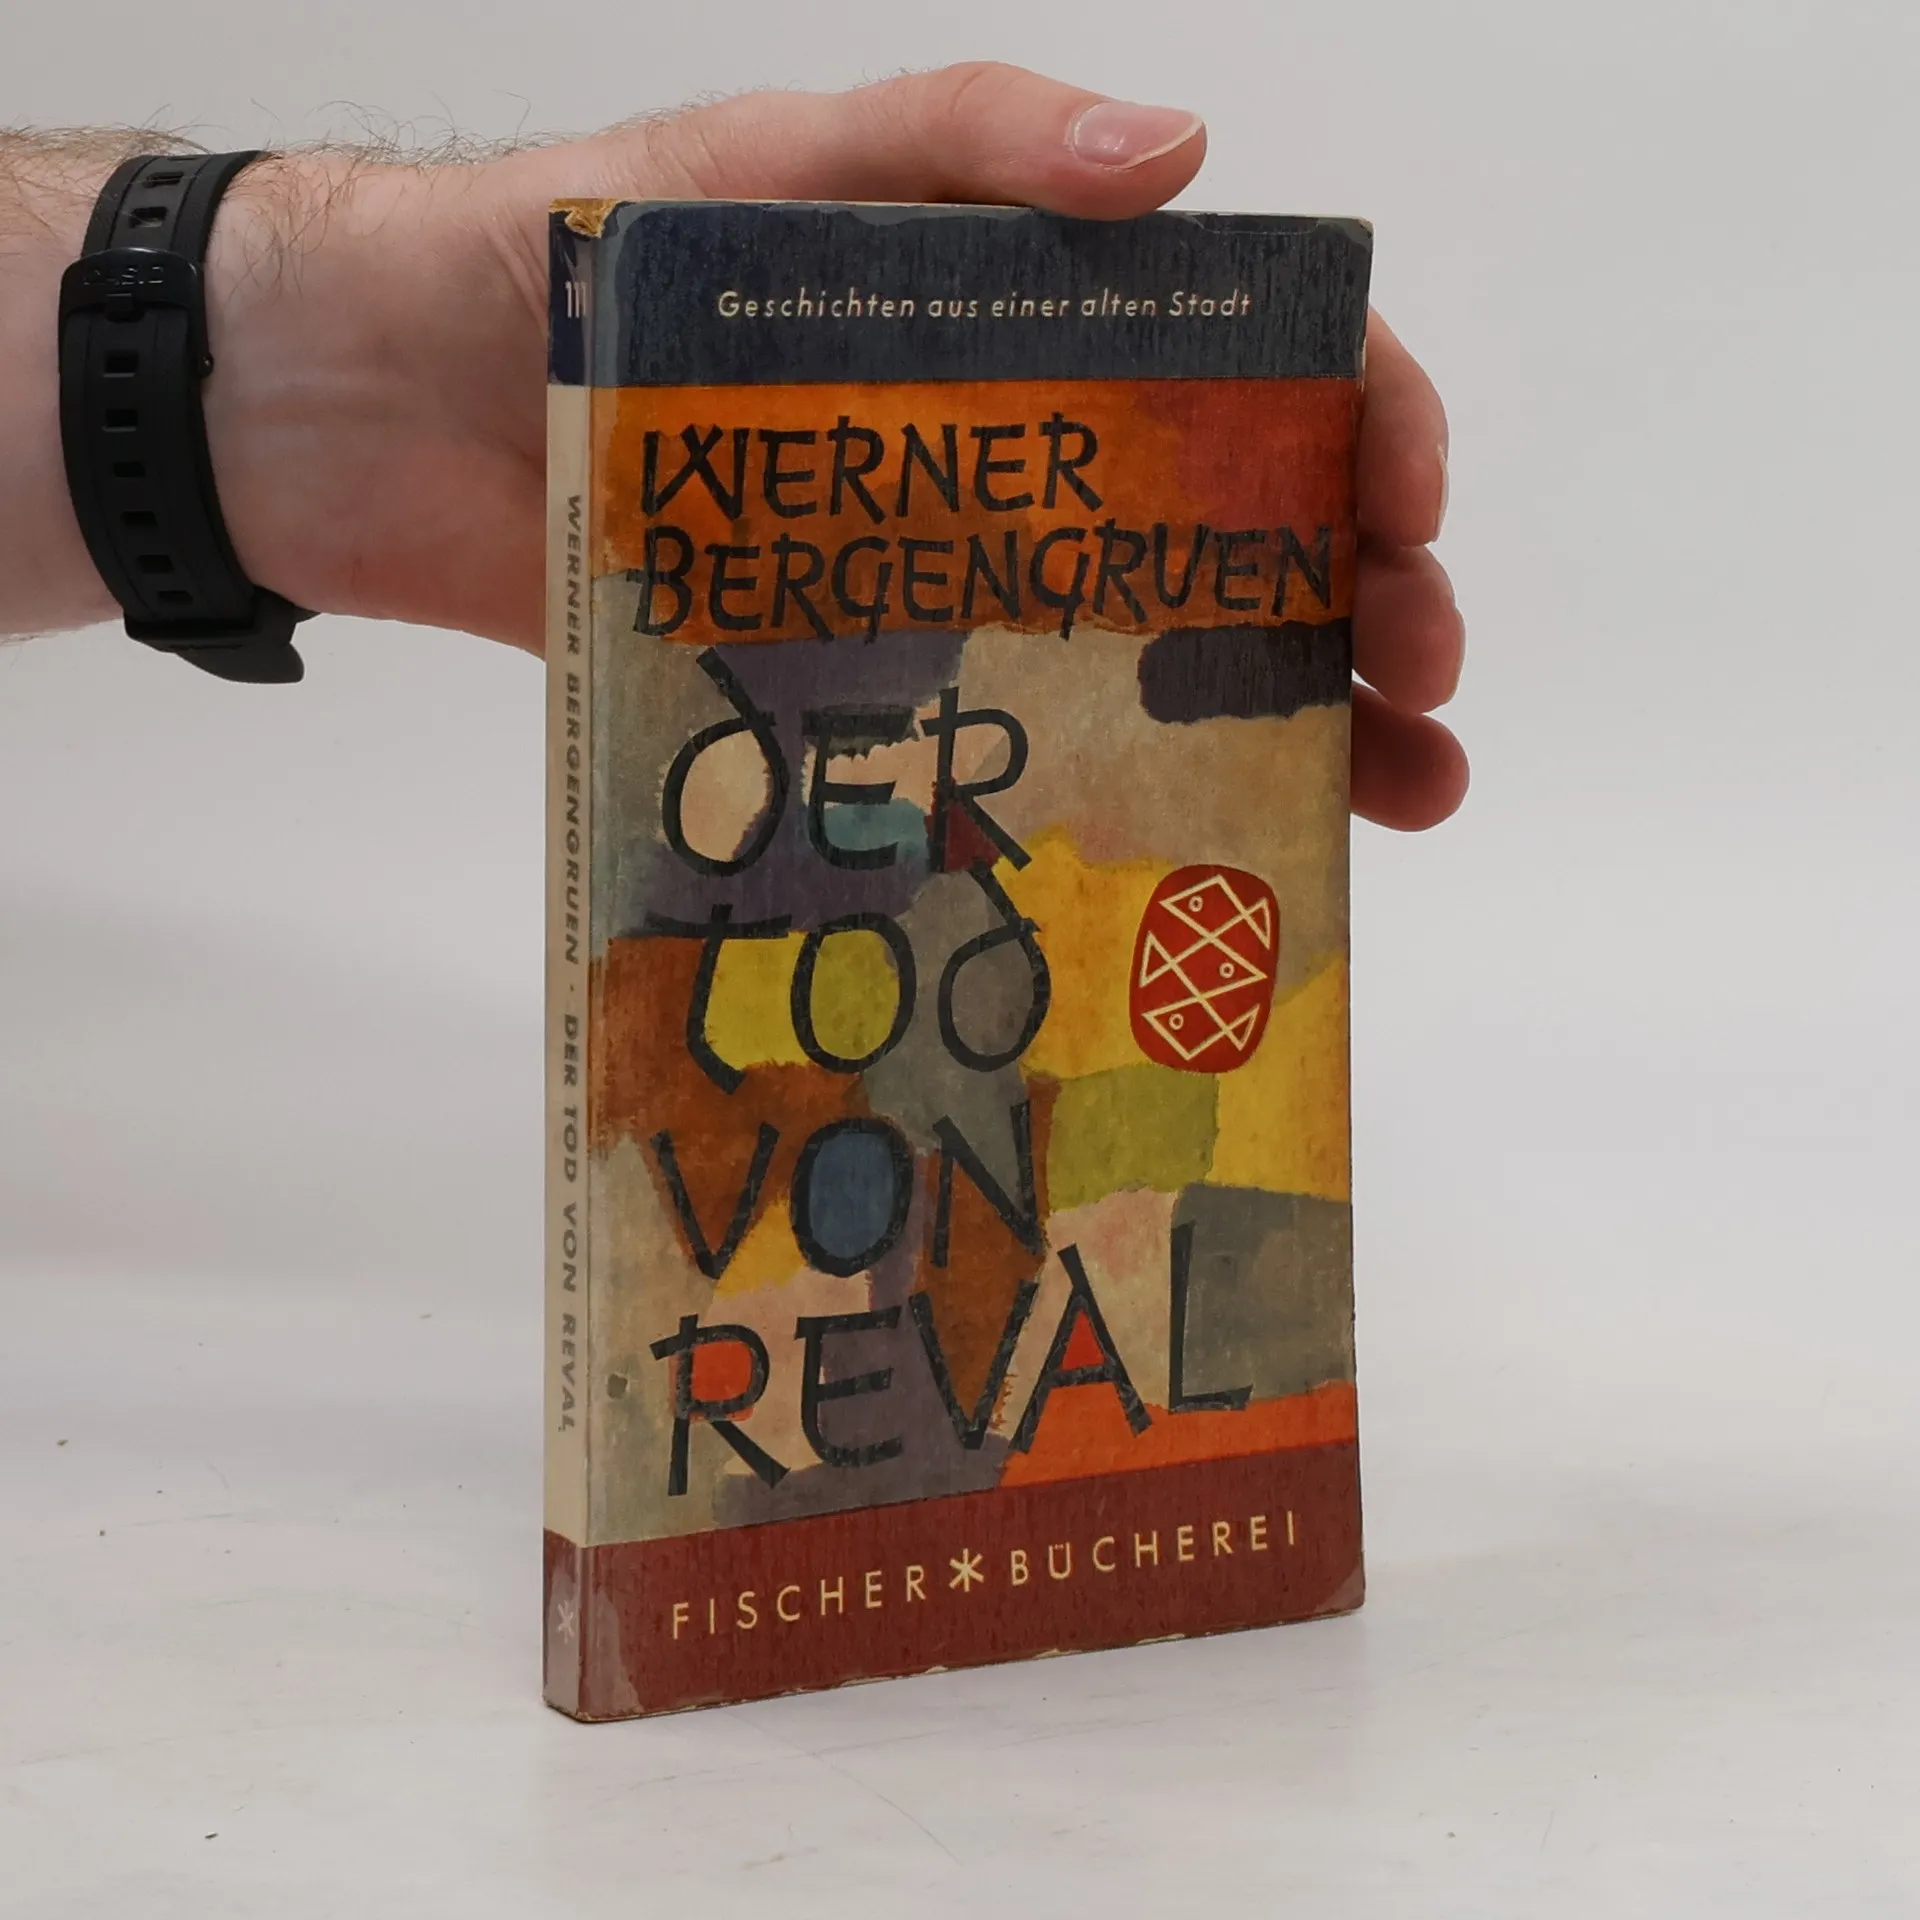 CASIO
111
Geschichten aus einer alten Stadt
WERNER
BERGENGRUEN
DER
TOD
VON
REVAL
FISCHER * BÜCHEREI
WERNER BERGENGRUEN · DER TOD VON REVAL